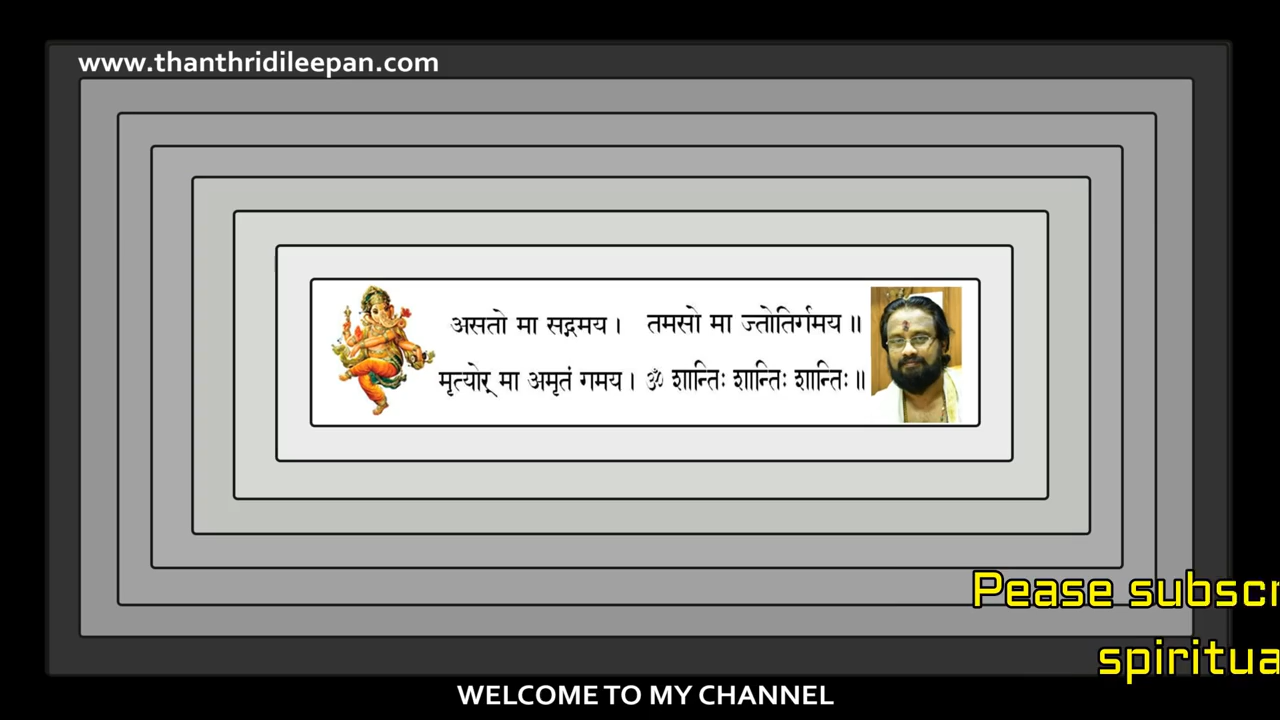 www.thanthridileepan.com
असतो मा सद्गमय। तमसो मा ज्तोतिर्गमय॥
मृत्योर् मा अमृतं गमय। ॐ शान्तिः शान्तिः शान्तिः॥
Pease subscr
spiritua
WELCOME TO MY CHANNEL